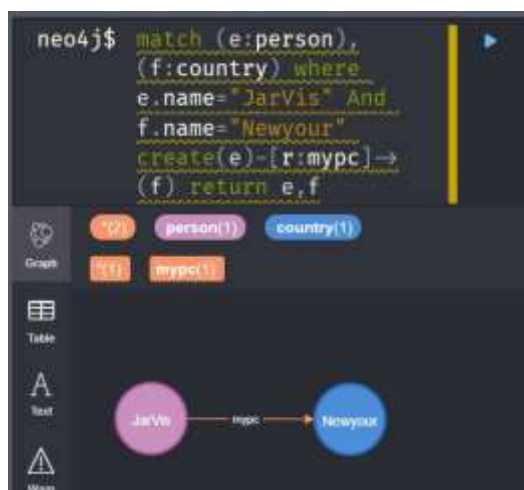 neo4j$ match (e:person),
(f:country) where
e.name="JarVis" And
f.name="Newyour"
create(e)-[r:mypc]->
(f) return e,f
*(2) person(1) country(1)
Graph
*(1) mypc(1)
Table
A
Text
JarVis mypc Newyour
Warn